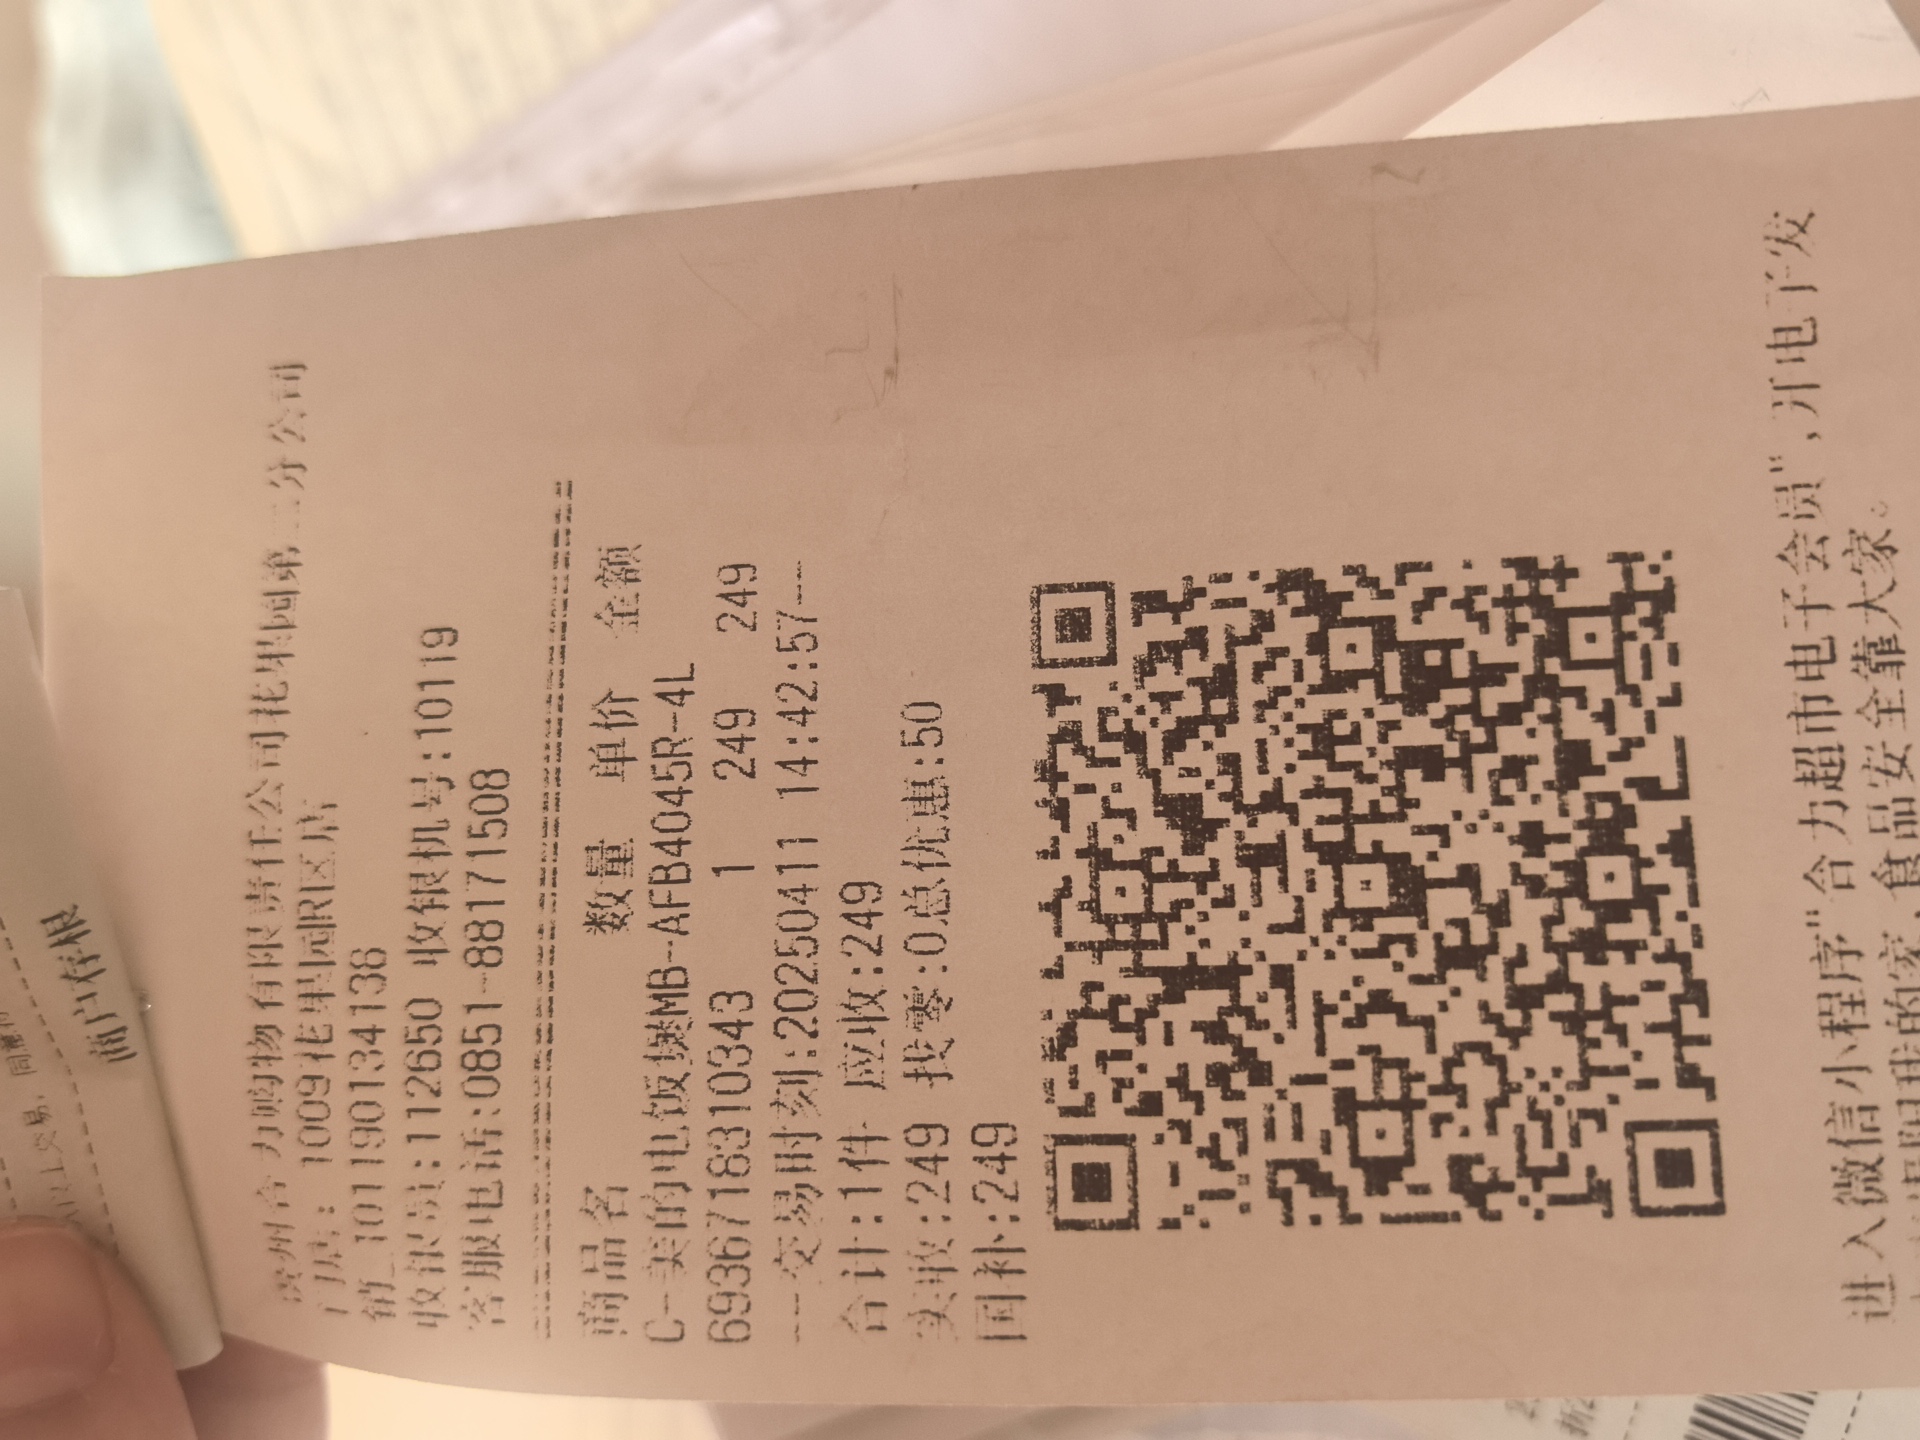 贵州合力购物有限责任公司花果园第二分公司
门店: 1009花果园R区店
销_101190134138
收银员:112650 收银机号:10119
客服电话:0851-88171508
商品名 数量 单价 金额
C-美的电饭煲MB-AFB4045R-4L
6936718310343 1 249 249
---交易时刻:20250411 14:42:57---
合计:1件 应收:249
实收:249 找零:0总优惠:50
国补:249
进入微信小程序"合力超市电子会员",开电子发
贵阳我的家,食品安全靠大家。
商户存根